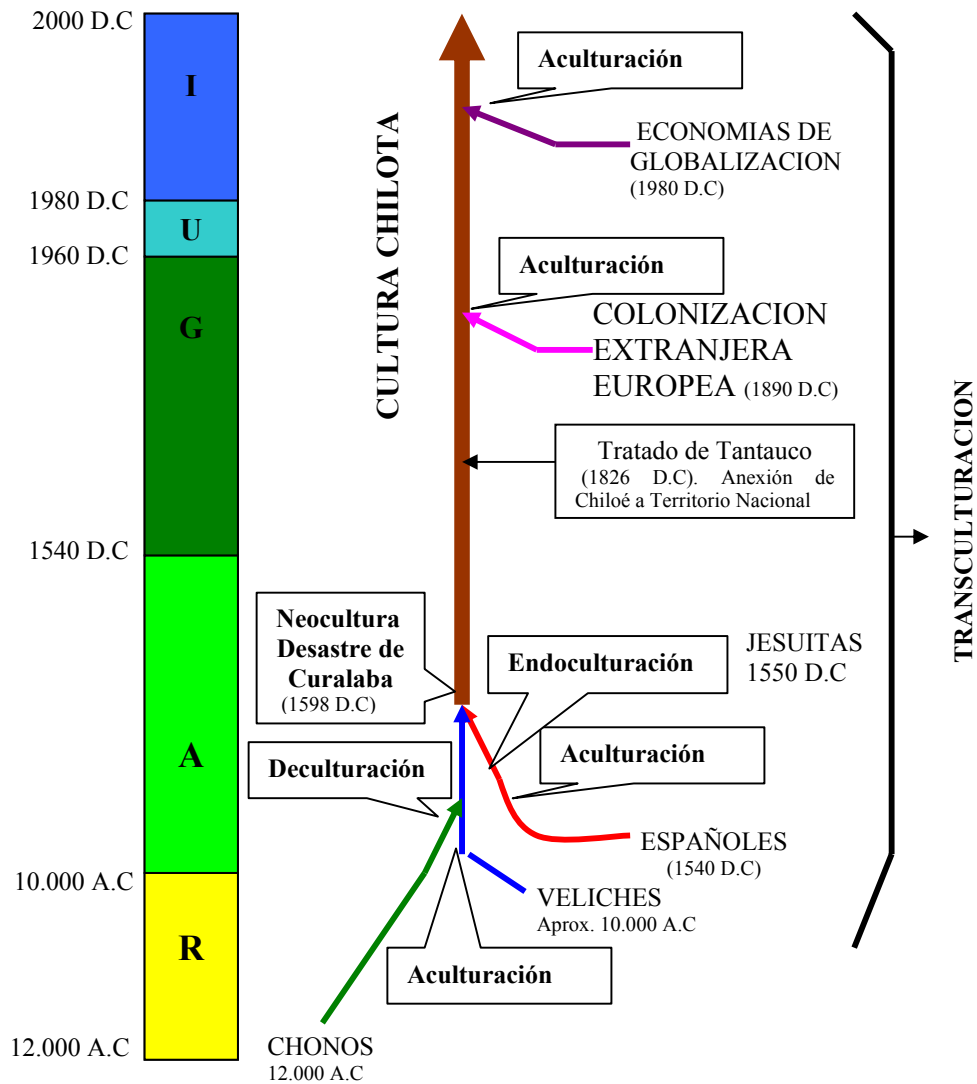 2000 D.C
I
1980 D.C
U
1960 D.C
G
1540 D.C
A
10.000 A.C
R
12.000 A.C
CULTURA CHILOTA
Aculturación
ECONOMIAS DE
GLOBALIZACION
(1980 D.C)
Aculturación
COLONIZACION
EXTRANJERA
EUROPEA (1890 D.C)
Tratado de Tantauco
(1826 D.C). Anexión de
Chiloé a Territorio Nacional
Neocultura
Desastre de
Curalaba
(1598 D.C)
Endoculturación
JESUITAS
1550 D.C
Deculturación
Aculturación
ESPAÑOLES
(1540 D.C)
VELICHES
Aprox. 10.000 A.C
Aculturación
CHONOS
12.000 A.C
TRANSCULTURACION